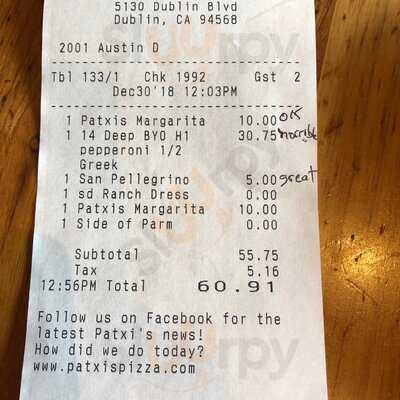 5130 Dublin Blvd
Dublin, CA 94568
2001 Austin D
Tbl 133/1 Chk 1992 Gst 2
Dec30'18 12:03PM
1 Patxis Margarita 10.00 OK
1 14 Deep BYO H1 30.75 horrible
pepperoni 1/2
Greek
1 San Pellegrino 5.00 great
1 sd Ranch Dress 0.00
1 Patxis Margarita 10.00
1 Side of Parm 0.00
Subtotal 55.75
Tax 5.16
12:56PM Total 60.91
Follow us on Facebook for the
latest Patxi's news!
How did we do today?
www.patxispizza.com